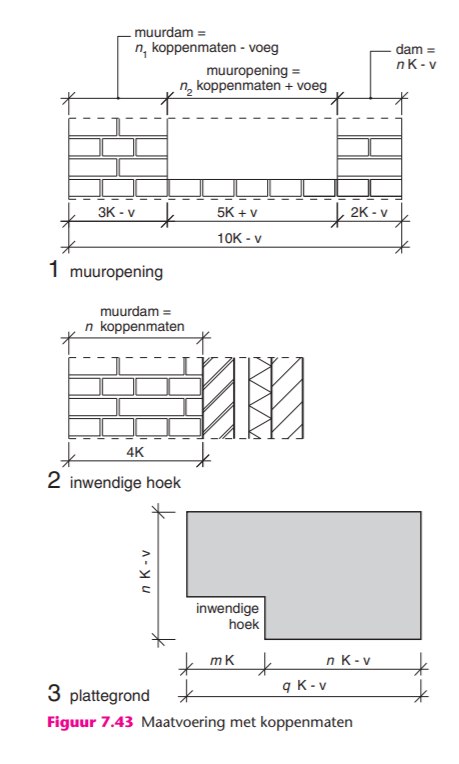 muurdam =
n1 koppenmaten - voeg
dam =
n K - v
muuropening =
n2 koppenmaten + voeg
3K - v
5K + v
2K - v
10K - v
1 muuropening
muurdam =
n koppenmaten
4K
2 inwendige hoek
n K - v
inwendige
hoek
m K
n K - v
q K - v
3 plattegrond
Figuur 7.43 Maatvoering met koppenmaten